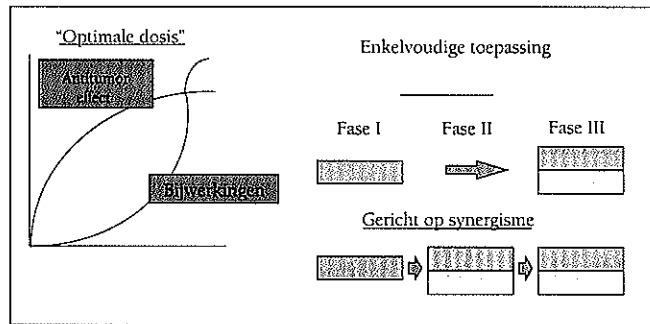 "Optimale dosis"
Antitumor
effect
Bijwerkingen
Enkelvoudige toepassing
Fase I Fase II Fase III
Gericht op synergisme